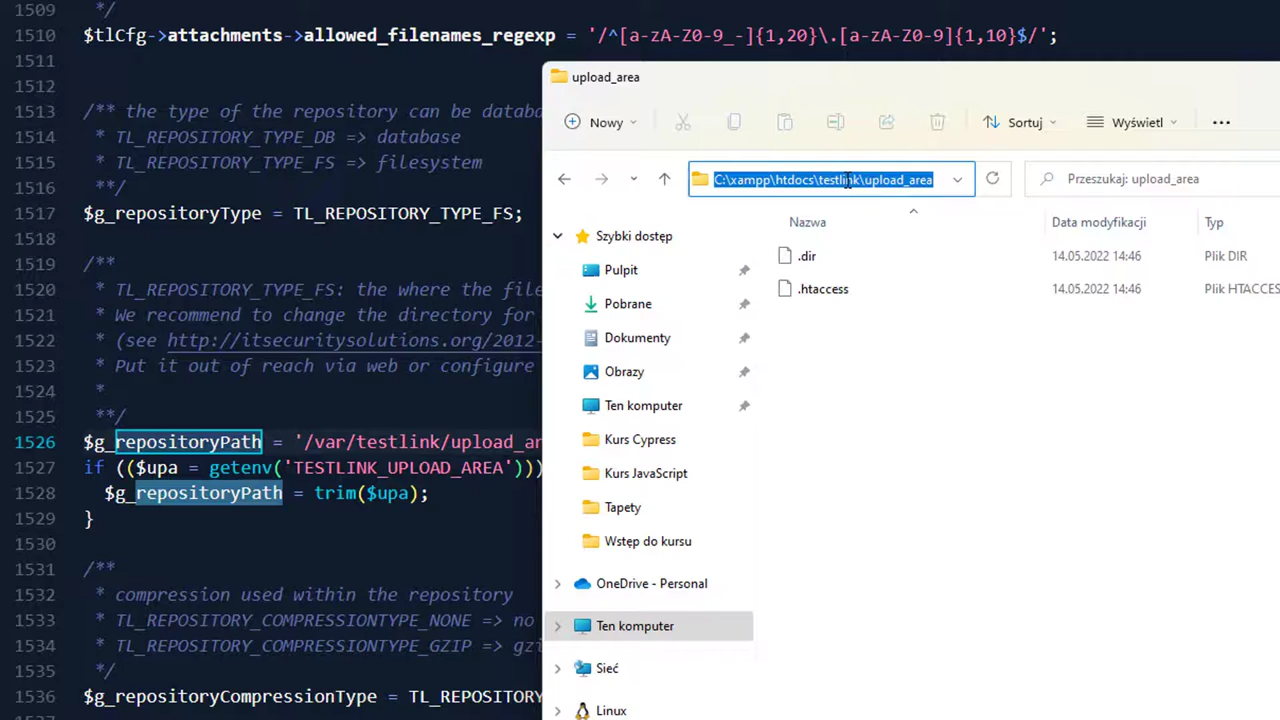 1509 */
1510 $tlCfg->attachments->allowed_filenames_regexp = '/^[a-zA-Z0-9_-]{1,20}\.[a-zA-Z0-9]{1,10}$/';
1511
1512
1513 /** the type of the repository can be databa
1514 * TL_REPOSITORY_TYPE_DB => database
1515 * TL_REPOSITORY_TYPE_FS => filesystem
1516 **/
1517 $g_repositoryType = TL_REPOSITORY_TYPE_FS;
1518
1519 /**
1520 * TL_REPOSITORY_TYPE_FS: the where the file
1521 * We recommend to change the directory for
1522 * (see http://itsecuritysolutions.org/2012-
1523 * Put it out of reach via web or configure
1524 *
1525 **/
1526 $g_repositoryPath = '/var/testlink/upload_ar
1527 if (($upa = getenv('TESTLINK_UPLOAD_AREA')))
1528 $g_repositoryPath = trim($upa);
1529 }
1530
1531 /**
1532 * compression used within the repository
1533 * TL_REPOSITORY_COMPRESSIONTYPE_NONE => no
1534 * TL_REPOSITORY_COMPRESSIONTYPE_GZIP => gzi
1535 */
1536 $g_repositoryCompressionType = TL_REPOSITORY
upload_area
Nowy
Sortuj
Wyświetl
C:\xampp\htdocs\testlink\upload_area
Przeszukaj: upload_area
Nazwa Data modyfikacji Typ
.dir 14.05.2022 14:46 Plik DIR
.htaccess 14.05.2022 14:46 Plik HTACCES
Szybki dostęp
Pulpit
Pobrane
Dokumenty
Obrazy
Ten komputer
Kurs Cypress
Kurs JavaScript
Tapety
Wstęp do kursu
OneDrive - Personal
Ten komputer
Sieć
Linux